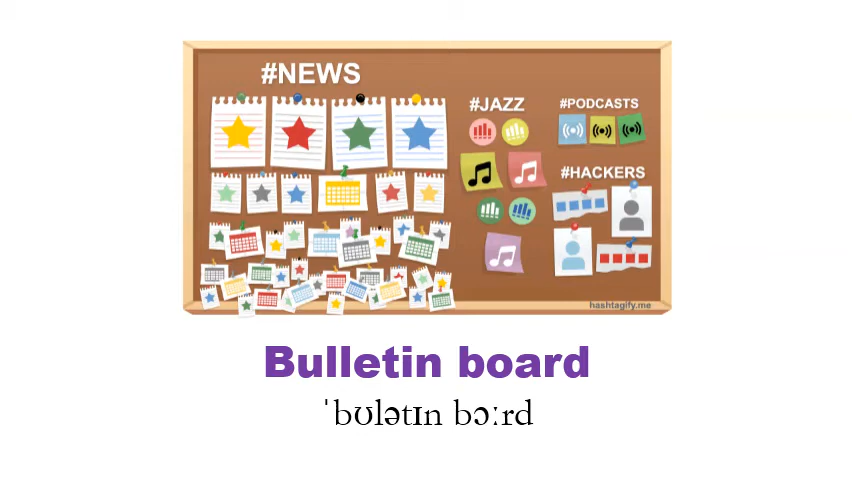 #NEWS
#JAZZ
#PODCASTS
#HACKERS
hashtagify.me
Bulletin board
ˈbʊlətɪn bɔːrd